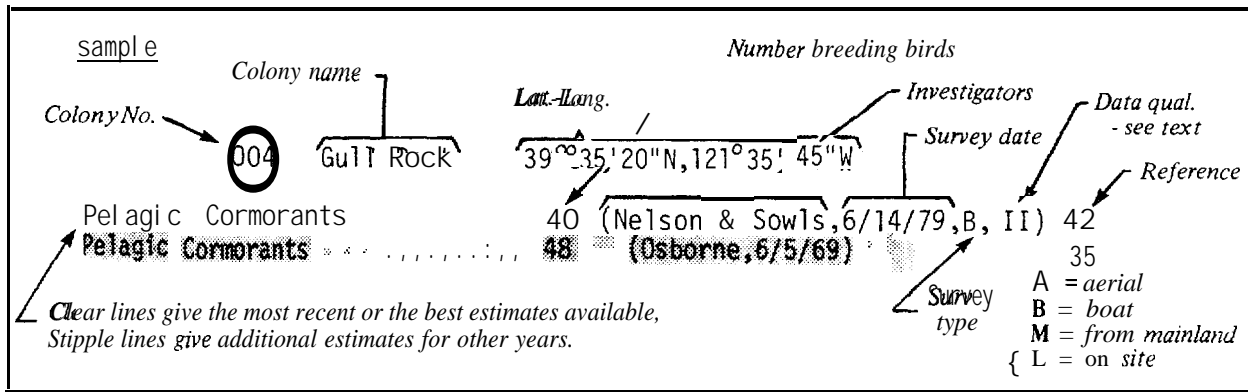 sample
Number breeding birds
Colony name
Lat.-Long.
Investigators
Data qual.
- see text
Colony No.
Survey date
Reference
004 Gull Rock 39°35'20"N,121°35'45"W
Pelagic Cormorants 40 (Nelson & Sowls,6/14/79,B, II) 42
Pelagic Cormorants 48 (Osborne,6/5/69) 35
Clear lines give the most recent or the best estimates available,
Stipple lines give additional estimates for other years.
Survey type
A = aerial
B = boat
M = from mainland
{ L = on site